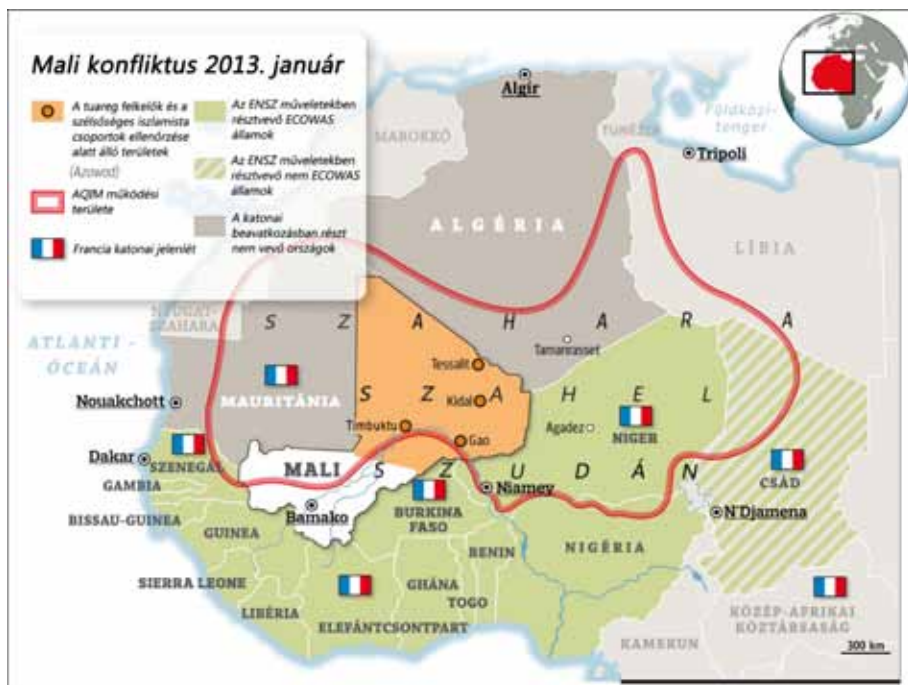 Mali konfliktus 2013. január
A tuareg felkelők és a
szélsőséges iszlamista
csoportok ellenőrzése
alatt álló területek
(Azowod)
AQIM működési
területe
Francia katonai jelenlét
Az ENSZ műveletekben
résztvevő ECOWAS
államok
Az ENSZ műveletekben
résztvevő nem ECOWAS
államok
A katonai
beavatkozásban részt
nem vevő országok
Algír
Földközi-
tenger
MAROKKÓ
TUNÉZIA
Tripoli
ALGÉRIA
LÍBIA
NYUGAT-
SZAHARA
ATLANTI-
ÓCEÁN
S Z A H A R A
Tamanrasset
Tessalit
Nouakchott
MAURITÁNIA
S Z A H E L
Kidal
Timbuktu
Agadez
NIGER
Gao
Dakar
SZENEGÁL
MALI
S Z U D Á N
CSÁD
GAMBIA
Niamey
BISSAU-GUINEA
Bamako
BURKINA
FASO
N'Djamena
GUINEA
BENIN
NIGÉRIA
SIERRA LEONE
GHÁNA
LIBÉRIA
TOGO
ELEFÁNTCSONTPART
KÖZÉP-AFRIKAI
KÖZTÁRSASÁG
KAMERUN
300 km